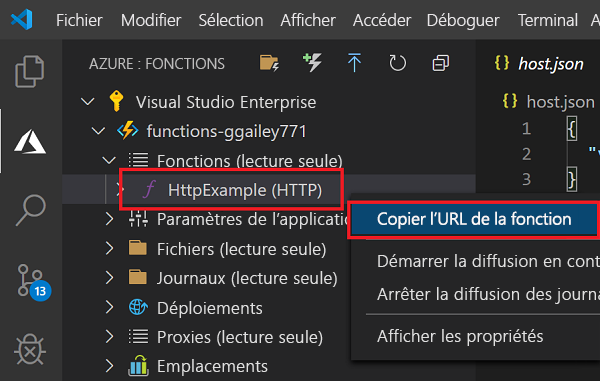 Fichier Modifier Sélection Afficher Accéder Déboguer Terminal
AZURE : FONCTIONS
{} host.json
Visual Studio Enterprise
{} host.json
functions-ggailey771
1 {
Fonctions (lecture seule)
2
HttpExample (HTTP)
3 }
Paramètres de l'applicatio
Copier l'URL de la fonction
Fichiers (lecture seule)
Démarrer la diffusion en cont
Journaux (lecture seule)
Arrêter la diffusion des journa
13
Déploiements
Proxies (lecture seule)
Afficher les propriétés
Emplacements